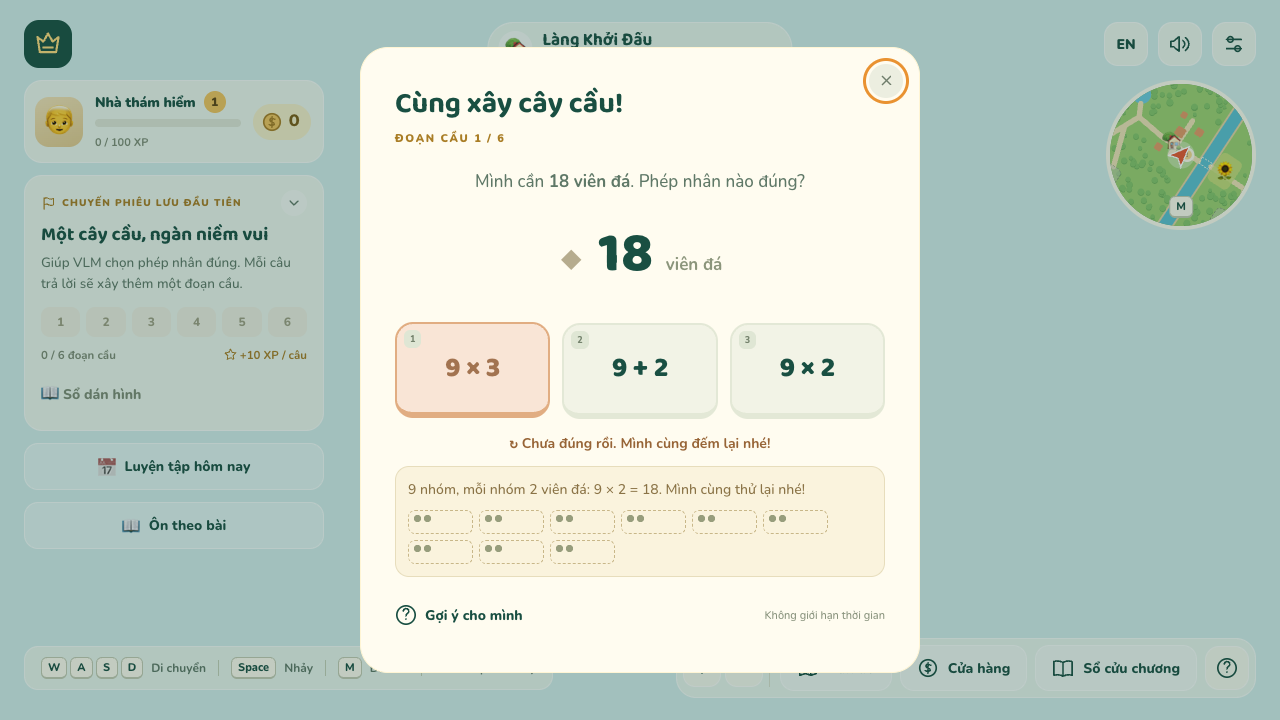 Làng Khởi Đầu
EN
Nhà thám hiểm 1
0 / 100 XP
0
CHUYẾN PHIÊU LƯU ĐẦU TIÊN
Một cây cầu, ngàn niềm vui
Giúp VLM chọn phép nhân đúng. Mỗi câu
trả lời sẽ xây thêm một đoạn cầu.
1 2 3 4 5 6
0 / 6 đoạn cầu
+10 XP / câu
Sổ dán hình
Luyện tập hôm nay
Ôn theo bài
W A S D Di chuyển
Space Nhảy
M
Cùng xây cây cầu!
ĐOẠN CẦU 1 / 6
Mình cần 18 viên đá. Phép nhân nào đúng?
18 viên đá
1 9 × 3
2 9 + 2
3 9 × 2
↻ Chưa đúng rồi. Mình cùng đếm lại nhé!
9 nhóm, mỗi nhóm 2 viên đá: 9 × 2 = 18. Mình cùng thử lại nhé!
Gợi ý cho mình
Không giới hạn thời gian
M
Cửa hàng
Sổ cửu chương